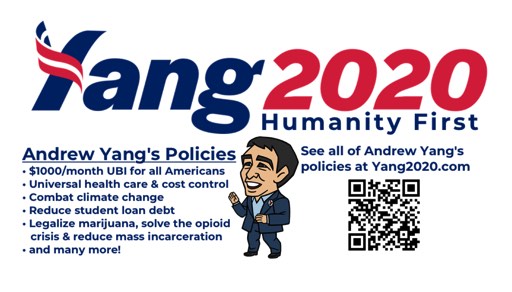 Yang2020
Humanity First
Andrew Yang's Policies
• $1000/month UBI for all Americans
• Universal health care & cost control
• Combat climate change
• Reduce student loan debt
• Legalize marijuana, solve the opioid
crisis & reduce mass incarceration
• and many more!
See all of Andrew Yang's
policies at Yang2020.com